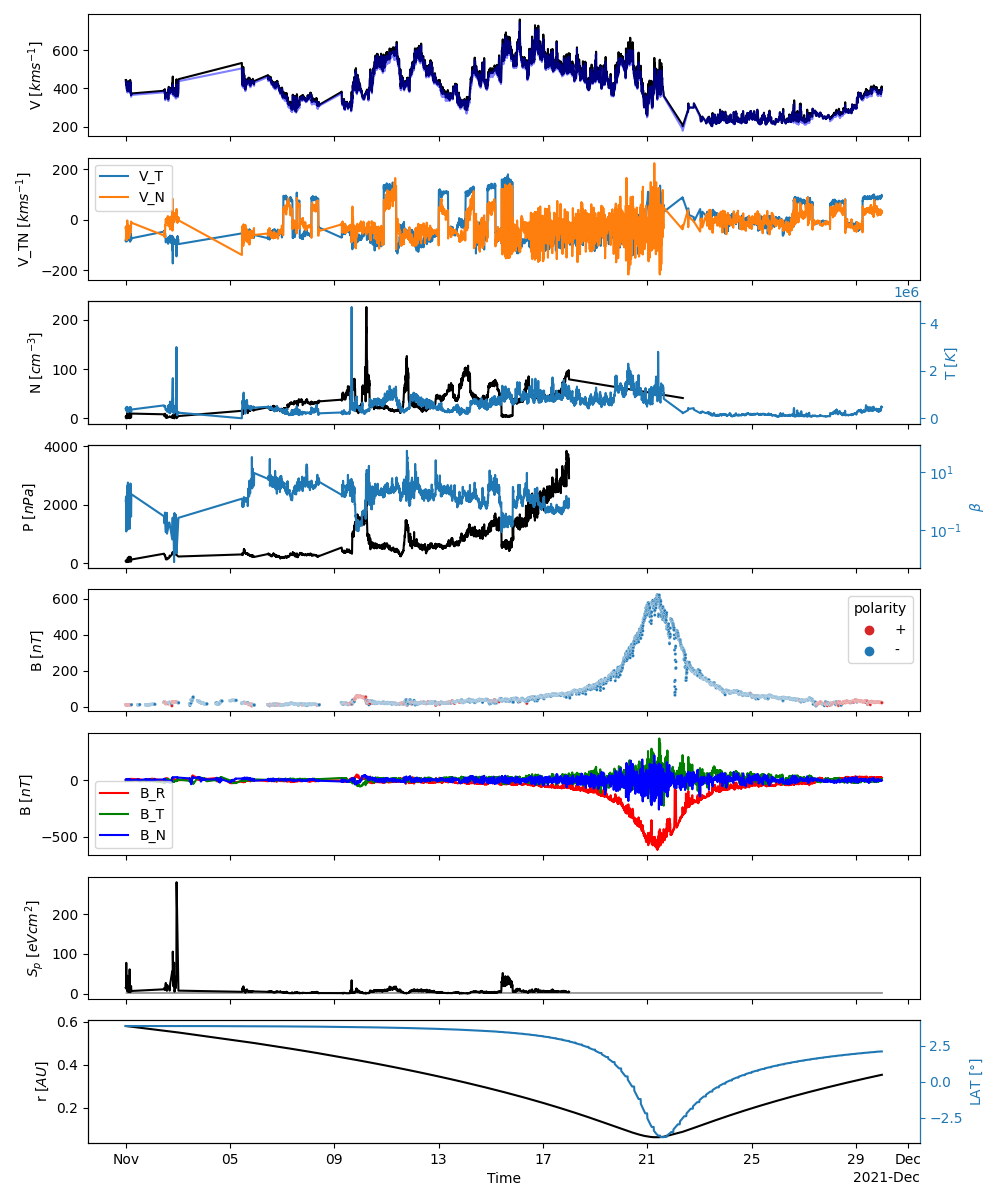 V [kms⁻¹]
600
400
200
V_TN [kms⁻¹]
200
0
−200
V_T
V_N
1e6
N [cm⁻³]
200
100
0
4
2
0
T [K]
P [nPa]
4000
2000
0
10¹
10⁻¹
β
B [nT]
600
400
200
0
polarity
+
-
B [nT]
0
−500
B_R
B_T
B_N
S_p [eVcm²]
200
100
0
r [AU]
0.6
0.4
0.2
2.5
0.0
−2.5
LAT [°]
Nov 05 09 13 17 21 25 29 Dec
Time
2021-Dec